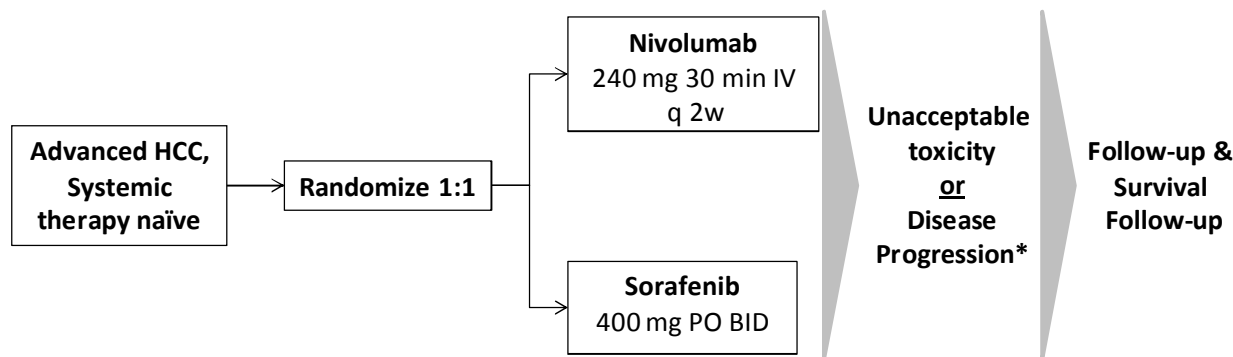 Advanced HCC,
Systemic
therapy naïve
Randomize 1:1
Nivolumab
240 mg 30 min IV
q 2w
Sorafenib
400 mg PO BID
Unacceptable
toxicity
or
Disease
Progression*
Follow-up &
Survival
Follow-up